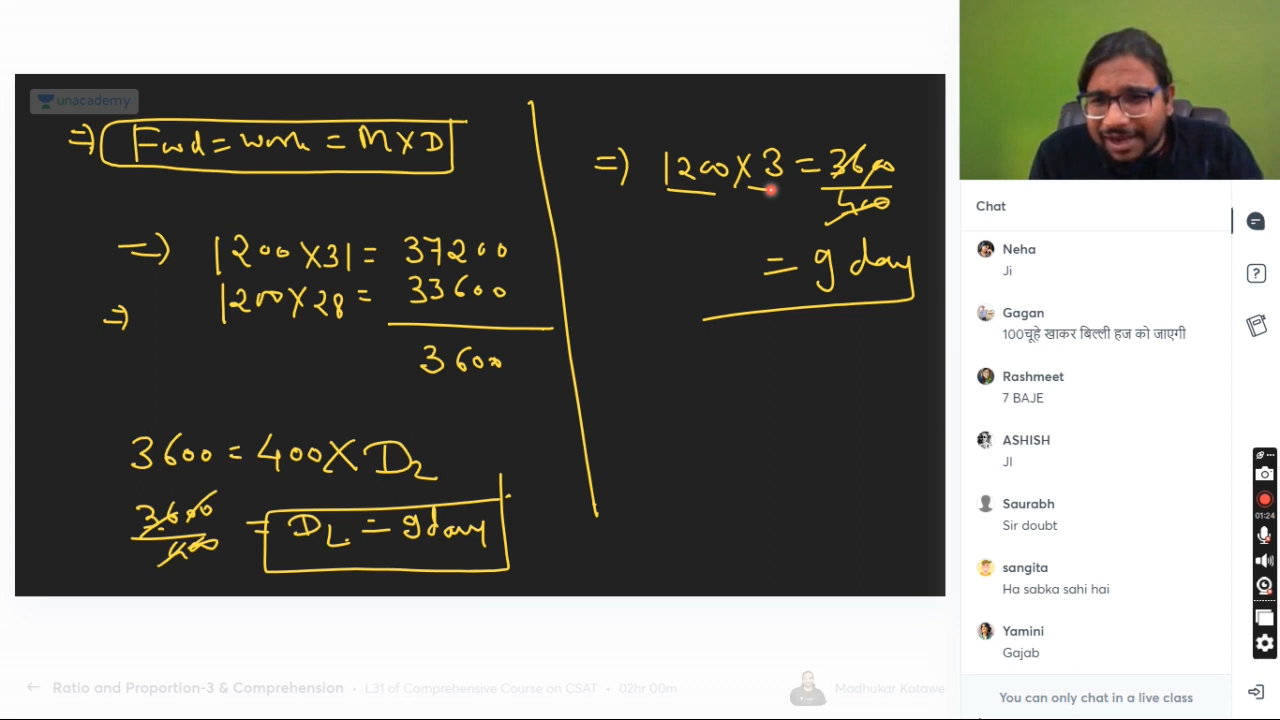 unacademy
=) Fwd = work = M X D
=) 1200 X 31 = 37200
=) 1200 X 28 = 33600
3600
3600 = 400 X D2
3600/400 = D2 = 9 day
=) 1200 X 3 = 3600/400
= 9 day
Chat
Neha
Ji
Gagan
100चूहे खाकर बिल्ली हज को जाएगी
Rashmeet
7 BAJE
ASHISH
JI
Saurabh
Sir doubt
sangita
Ha sabka sahi hai
Yamini
Gajab
You can only chat in a live class
01:24
← Ratio and Proportion-3 & Comprehension • L31 of Comprehensive Course on CSAT • 02hr 00m
Madhukar Kotawe